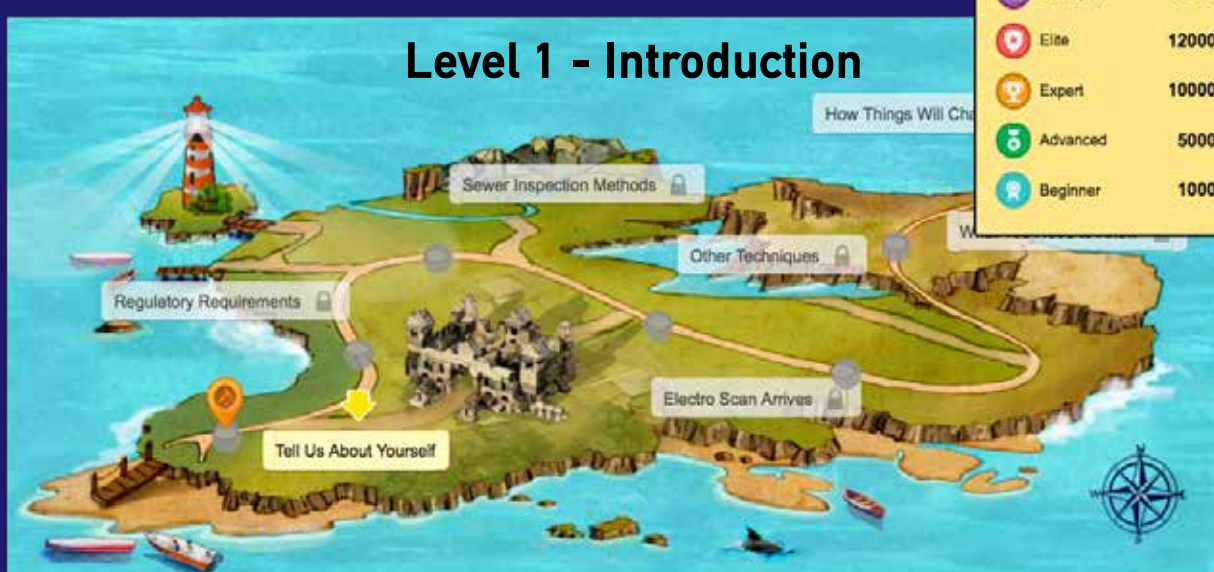 Level 1 - Introduction
Elite 12000
Expert 10000
Advanced 5000
Beginner 1000
How Things Will
Sewer Inspection Methods
Other Techniques
Regulatory Requirements
Electro Scan Arrives
Tell Us About Yourself
N
W